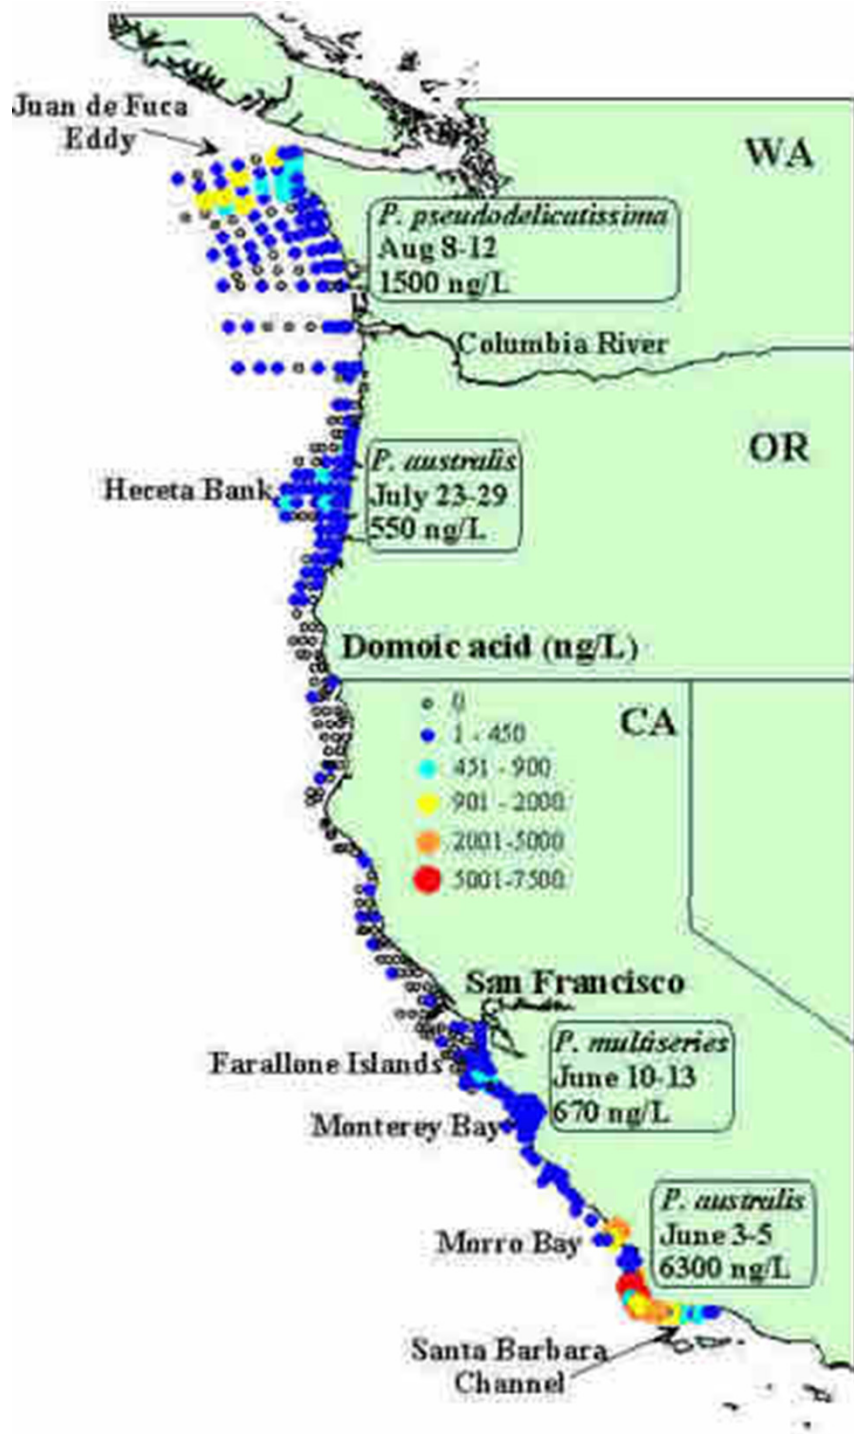 Juan de Fuca
Eddy
WA
P. pseudodelicatissima
Aug 8-12
1500 ng/L
Columbia River
OR
P. australis
July 23-29
550 ng/L
Heceta Bank
Domoic acid (ng/L)
CA
0
1 - 450
451 - 900
901 - 2000
2001-5000
5001-7500
San Francisco
P. multiseries
June 10-13
670 ng/L
Farallone Islands
Monterey Bay
P. australis
June 3-5
6300 ng/L
Morro Bay
Santa Barbara
Channel